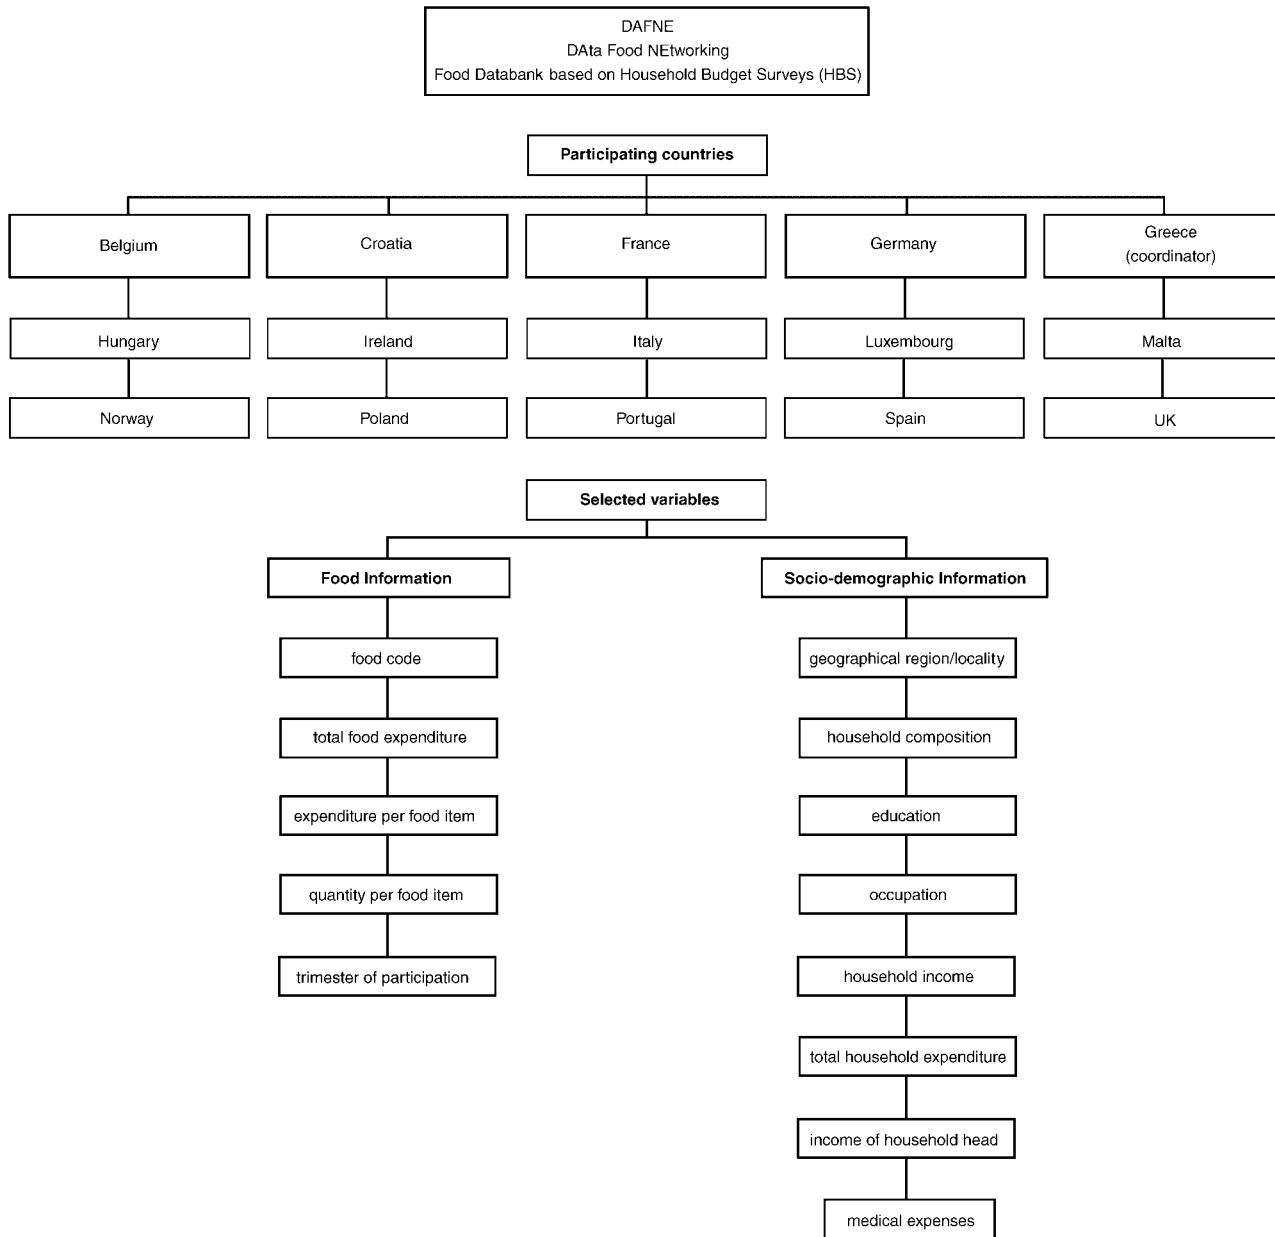 DAFNE
DAta Food NEtworking
Food Databank based on Household Budget Surveys (HBS)
Participating countries
Belgium
Croatia
France
Germany
Greece
(coordinator)
Hungary
Ireland
Italy
Luxembourg
Malta
Norway
Poland
Portugal
Spain
UK
Selected variables
Food Information
Socio-demographic Information
food code
geographical region/locality
total food expenditure
household composition
expenditure per food item
education
quantity per food item
occupation
trimester of participation
household income
total household expenditure
income of household head
medical expenses